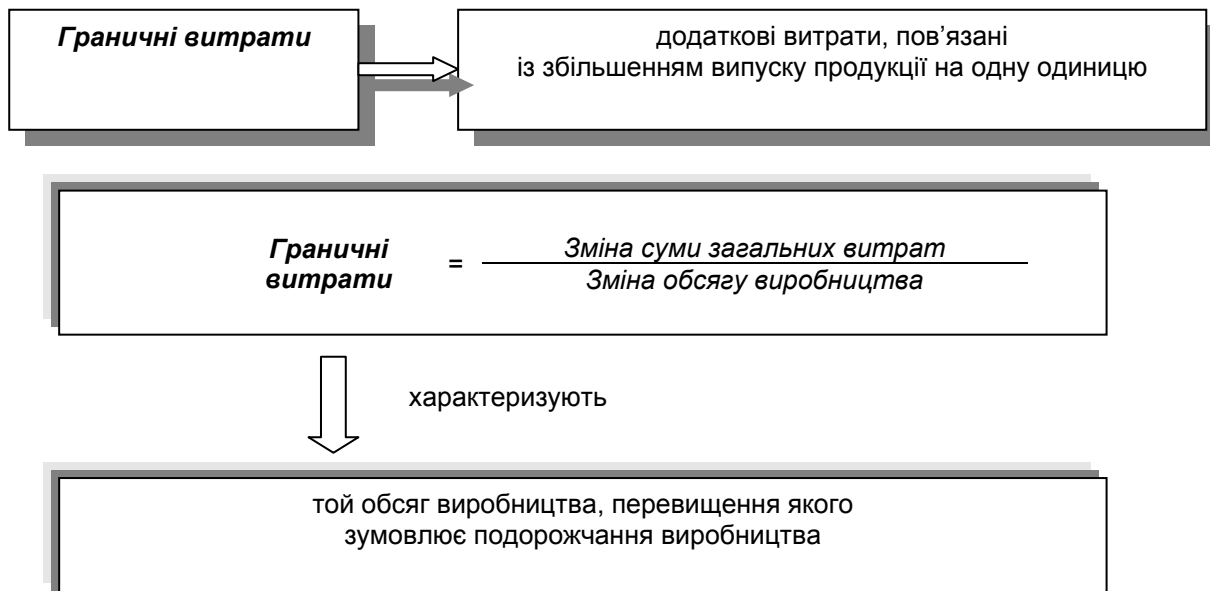 Граничні витрати
додаткові витрати, пов’язані
із збільшенням випуску продукції на одну одиницю
Граничні
витрати
=
Зміна суми загальних витрат
Зміна обсягу виробництва
характеризують
той обсяг виробництва, перевищення якого
зумовлює подорожчання виробництва